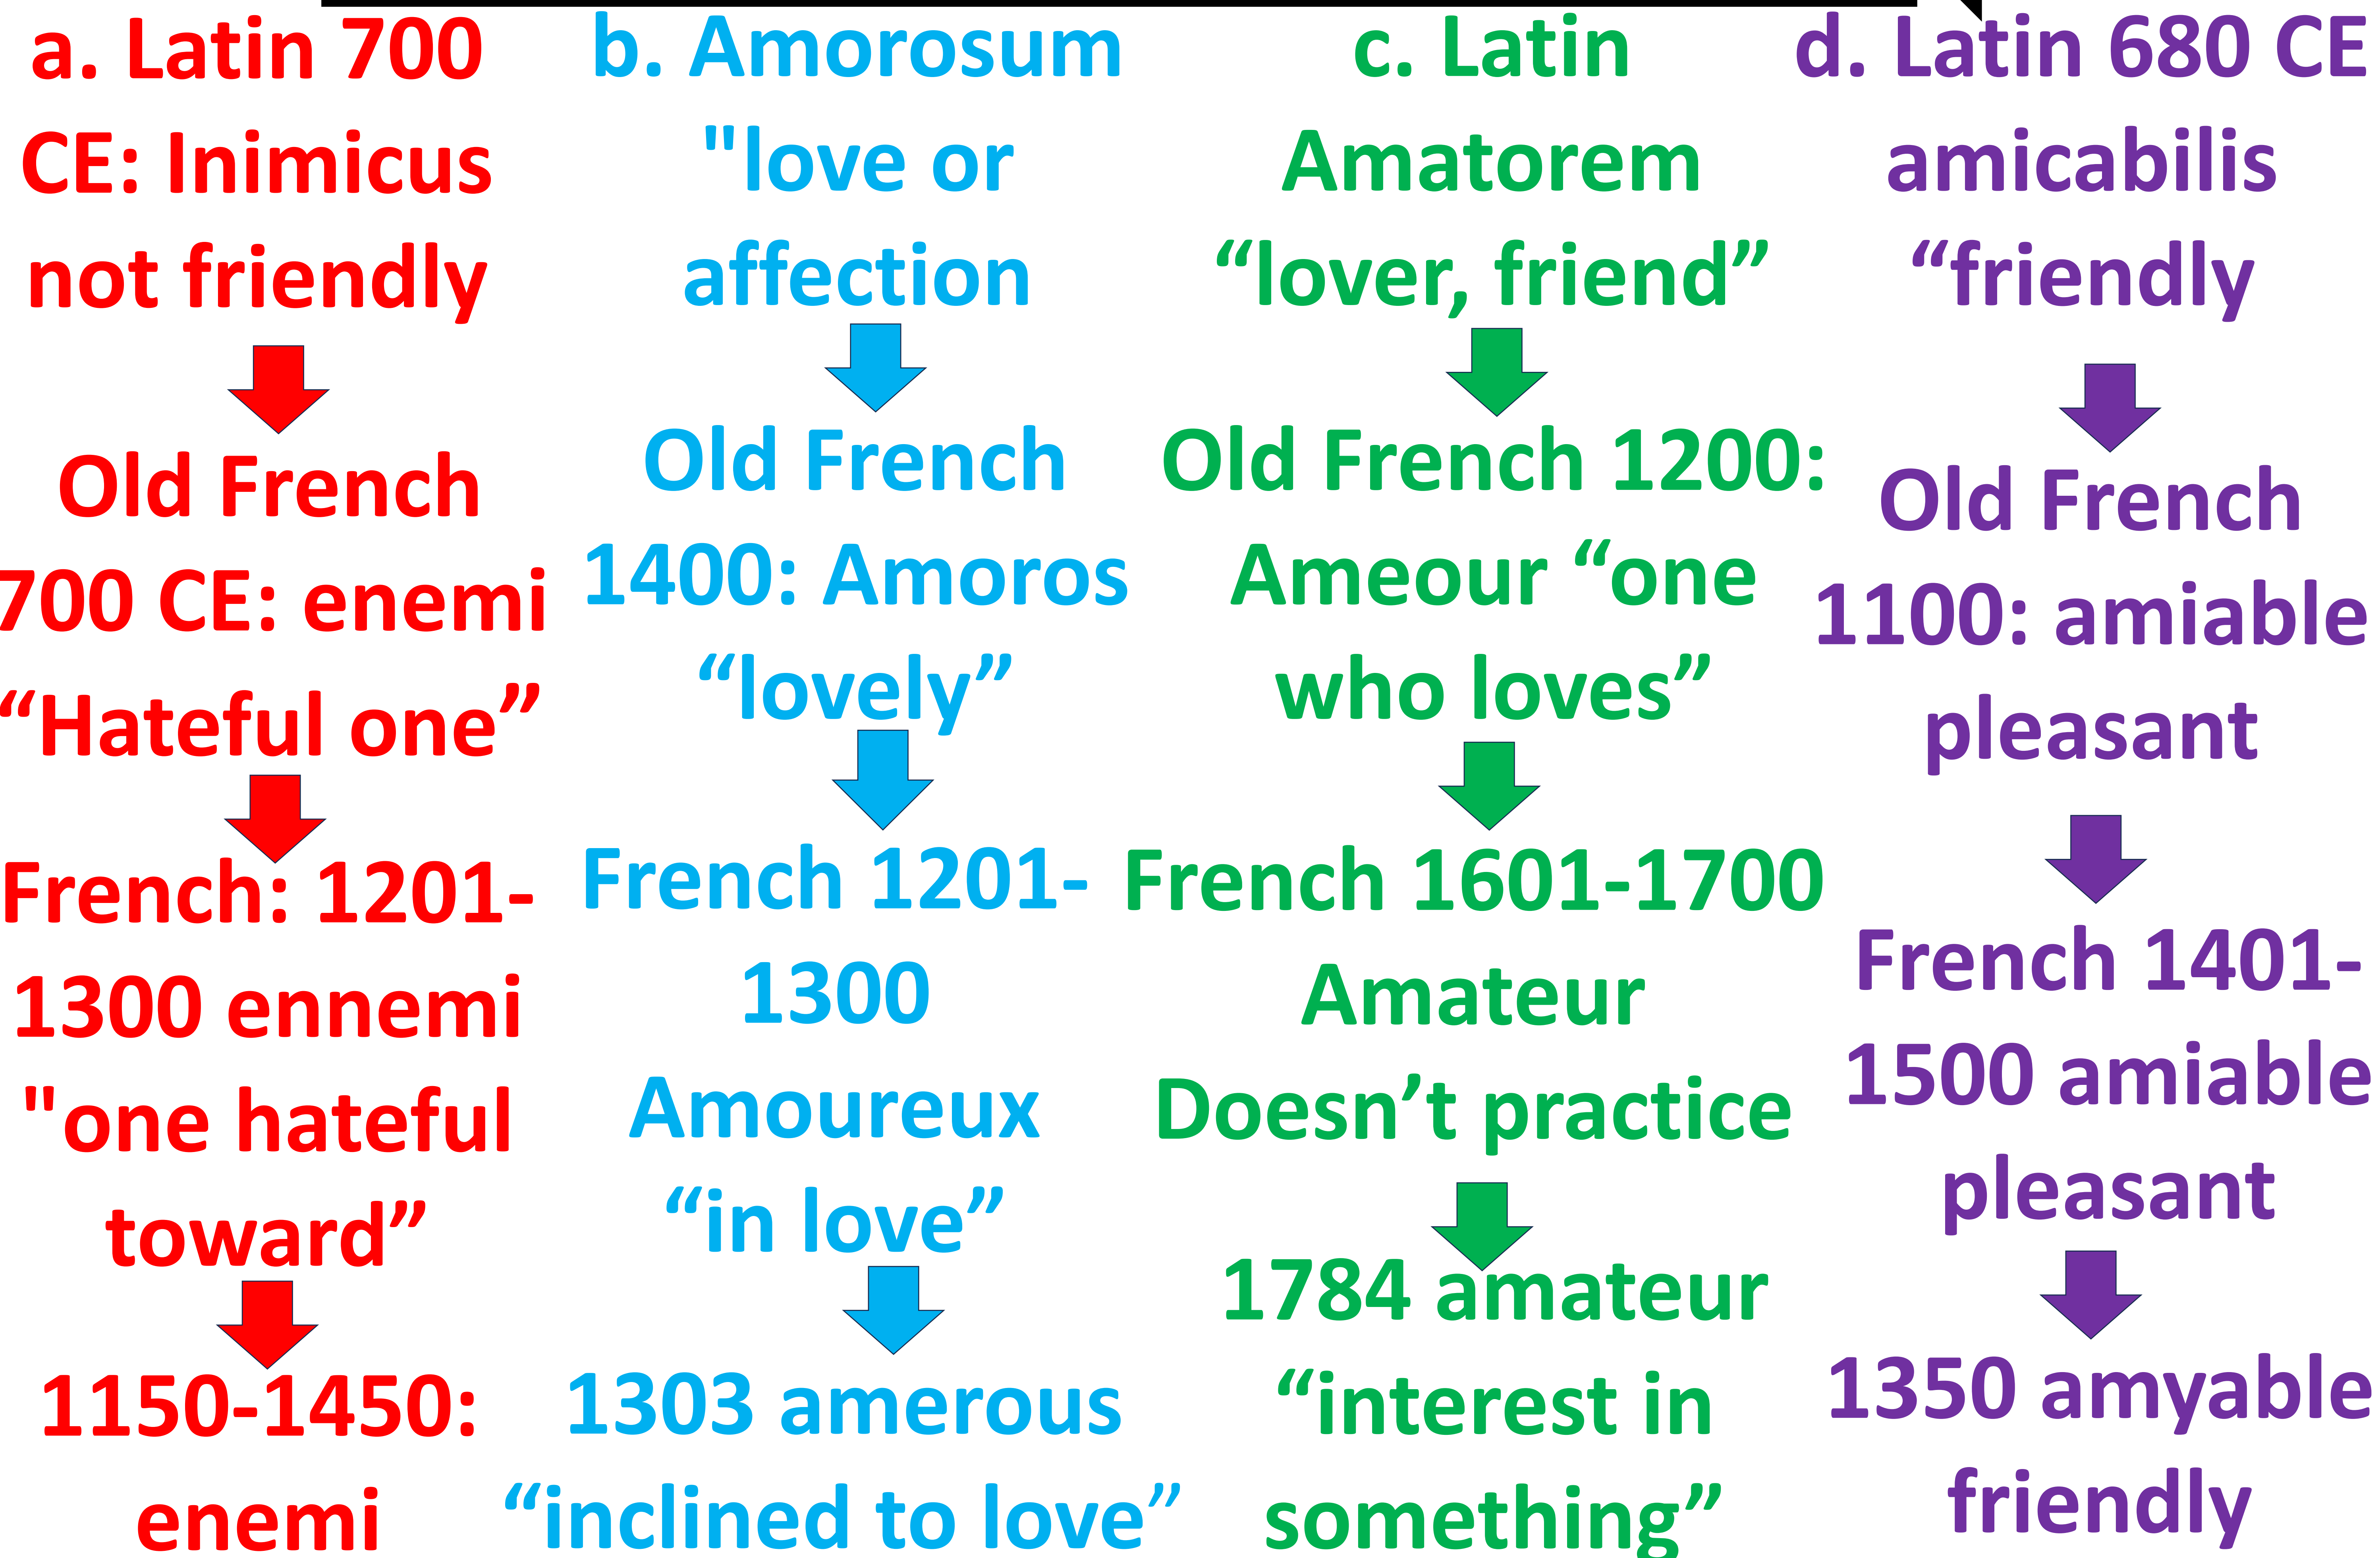 a. Latin 700
CE: Inimicus
not friendly
Old French
700 CE: enemi
“Hateful one”
French: 1201-
1300 ennemi
"one hateful
toward”
1150-1450:
enemi
b. Amorosum
"love or
affection
Old French
1400: Amoros
“lovely”
French 1201-
1300
Amoureux
“in love”
1303 amerous
“inclined to love”
c. Latin
Amatorem
“lover, friend”
Old French 1200:
Ameour “one
who loves”
French 1601-1700
Amateur
Doesn’t practice
1784 amateur
“interest in
something”
d. Latin 680 CE
amicabilis
“friendly
Old French
1100: amiable
pleasant
French 1401-
1500 amiable
pleasant
1350 amyable
friendly